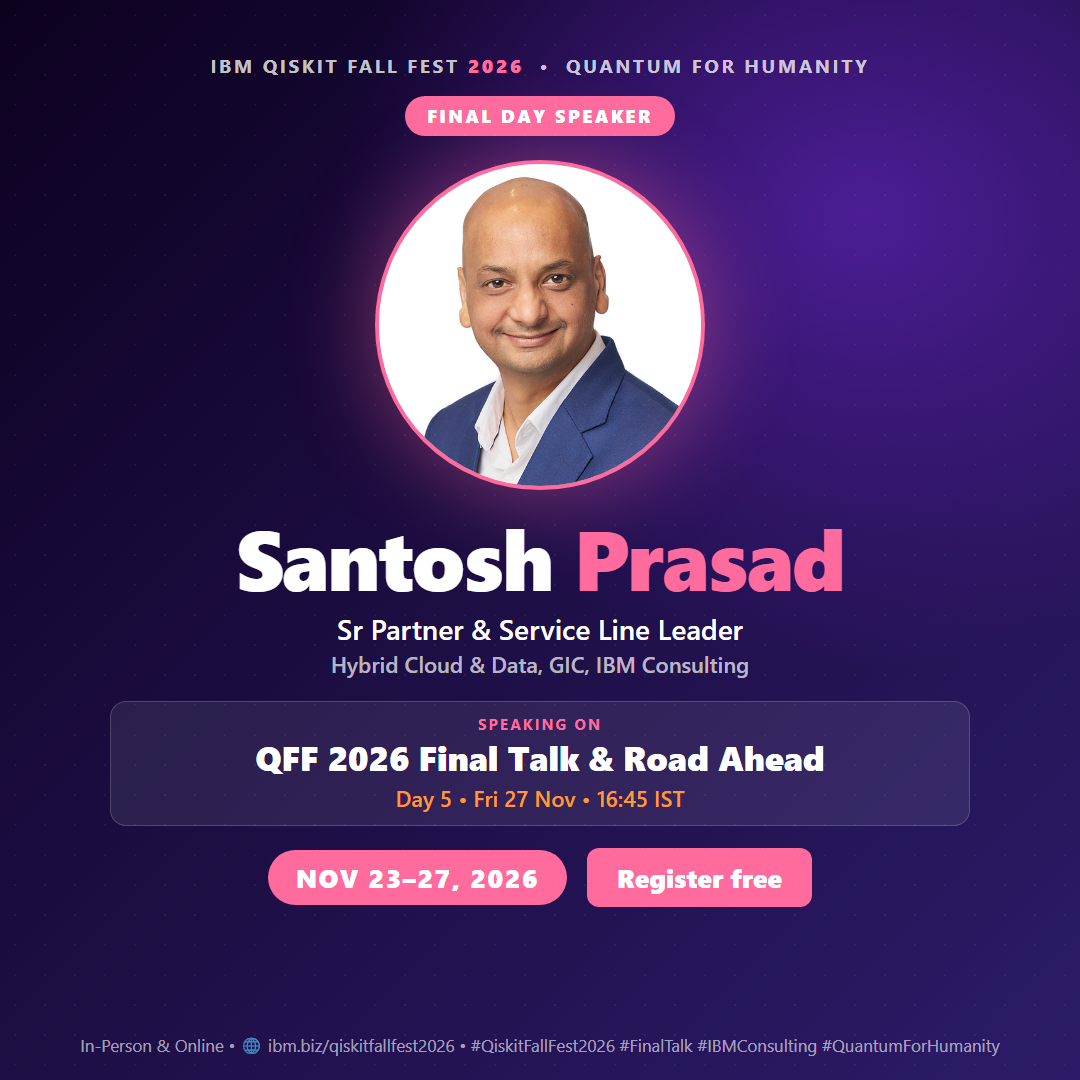 IBM QISKIT FALL FEST 2026 • QUANTUM FOR HUMANITY
FINAL DAY SPEAKER
Santosh Prasad
Sr Partner & Service Line Leader
Hybrid Cloud & Data, GIC, IBM Consulting
SPEAKING ON
QFF 2026 Final Talk & Road Ahead
Day 5 • Fri 27 Nov • 16:45 IST
NOV 23–27, 2026
Register free
In-Person & Online • 🌐 ibm.biz/qiskitfallfest2026 • #QiskitFallFest2026 #FinalTalk #IBMConsulting #QuantumForHumanity